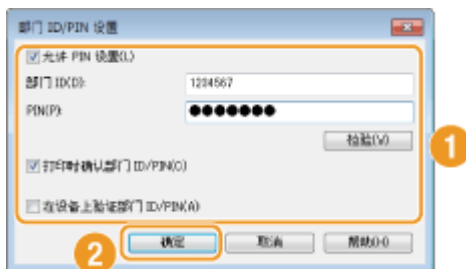 部门 ID/PIN 设置
允许 PIN 设置(L)
部门 ID(D):
1234567
PIN(P):
●●●●●●●
检验(V)
1
打印时确认部门 ID/PIN(C)
在设备上验证部门 ID/PIN(A)
2
确定
取消
帮助(H)